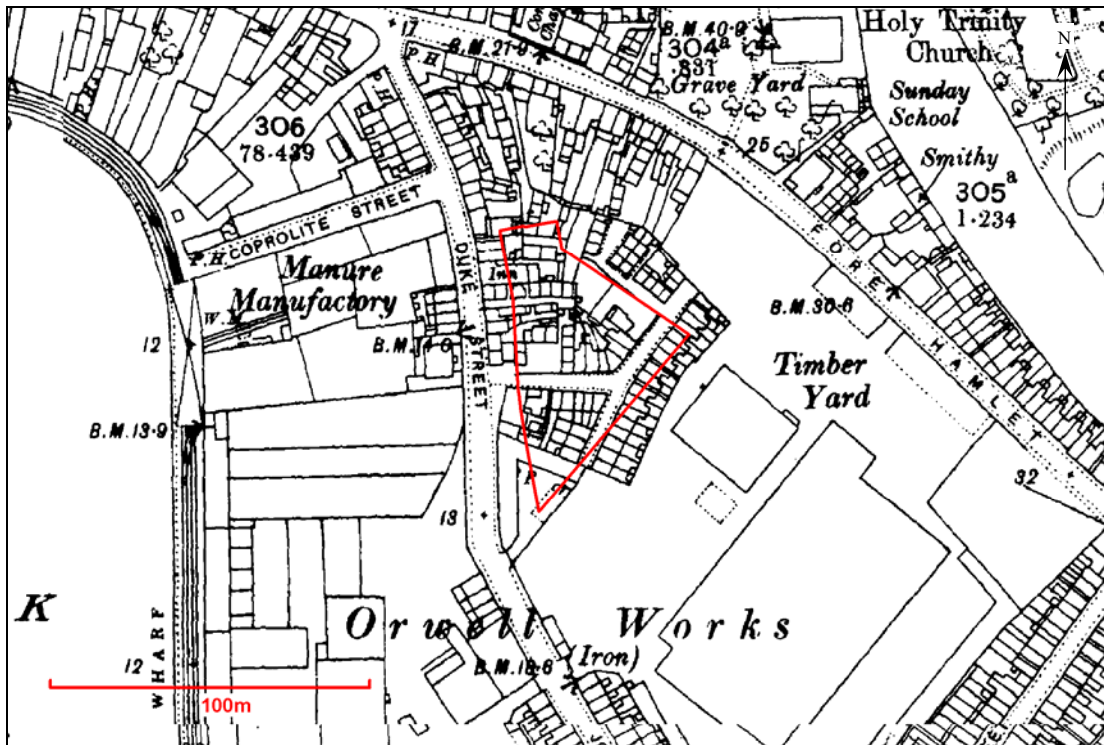 17
P.H
B.M.21·9
B.M.40·9
304a
·831
Grave Yard
Holy Trinity
Church
N
Sunday
School
Smithy
305a
1·234
25
P.H
P.H
306
78·439
COPROLITE STREET
P.H
Manure
Manufactory
DUKE STREET
Inn
FORE HAMLET
B.M.30·6
12
B.M.14·0
Timber
Yard
B.M.13·9
P
32
13
K
Orwell Works
(Iron)
WHARF
12
B.M.18·6
100m